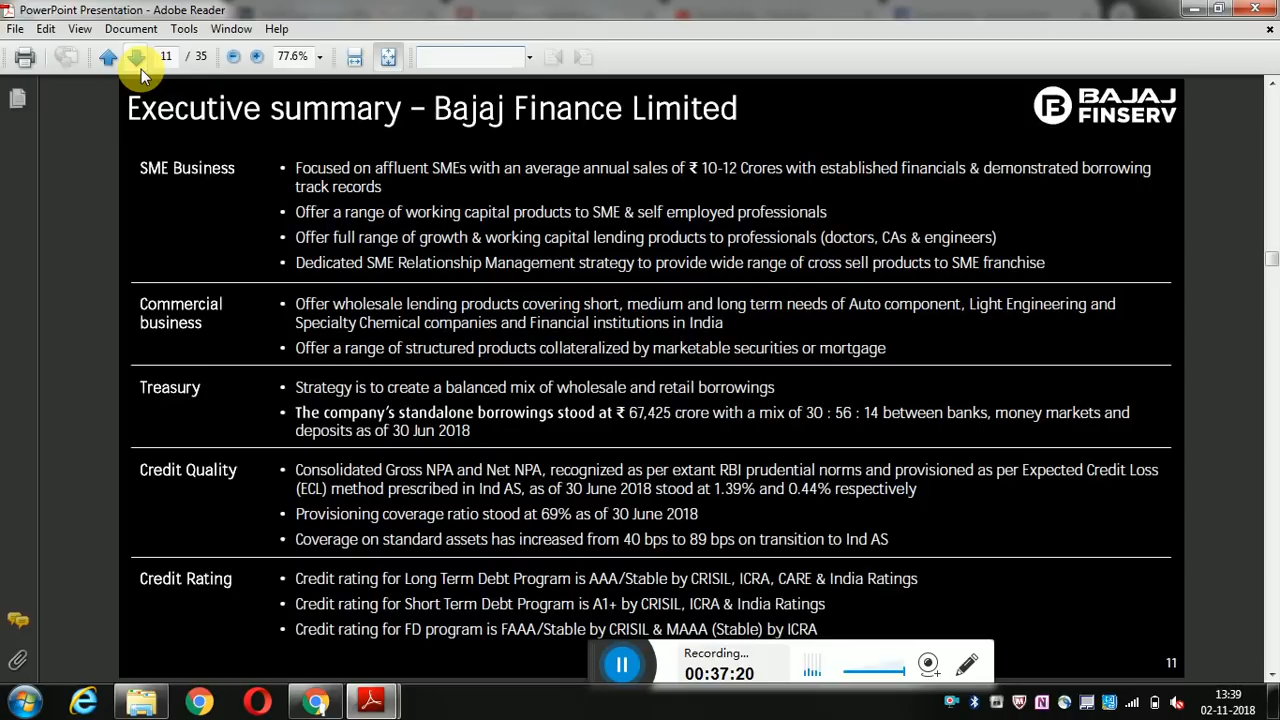 PowerPoint Presentation - Adobe Reader
File Edit View Document Tools Window Help
11 / 35 77.6%
Executive summary – Bajaj Finance Limited
BAJAJ
FINSERV
SME Business
• Focused on affluent SMEs with an average annual sales of ₹ 10-12 Crores with established financials & demonstrated borrowing
track records
• Offer a range of working capital products to SME & self employed professionals
• Offer full range of growth & working capital lending products to professionals (doctors, CAs & engineers)
• Dedicated SME Relationship Management strategy to provide wide range of cross sell products to SME franchise
Commercial
business
• Offer wholesale lending products covering short, medium and long term needs of Auto component, Light Engineering and
Specialty Chemical companies and Financial institutions in India
• Offer a range of structured products collateralized by marketable securities or mortgage
Treasury
• Strategy is to create a balanced mix of wholesale and retail borrowings
• The company's standalone borrowings stood at ₹ 67,425 crore with a mix of 30 : 56 : 14 between banks, money markets and
deposits as of 30 Jun 2018
Credit Quality
• Consolidated Gross NPA and Net NPA, recognized as per extant RBI prudential norms and provisioned as per Expected Credit Loss
(ECL) method prescribed in Ind AS, as of 30 June 2018 stood at 1.39% and 0.44% respectively
• Provisioning coverage ratio stood at 69% as of 30 June 2018
• Coverage on standard assets has increased from 40 bps to 89 bps on transition to Ind AS
Credit Rating
• Credit rating for Long Term Debt Program is AAA/Stable by CRISIL, ICRA, CARE & India Ratings
• Credit rating for Short Term Debt Program is A1+ by CRISIL, ICRA & India Ratings
• Credit rating for FD program is FAAA/Stable by CRISIL & MAAA (Stable) by ICRA
Recording...
00:37:20
11
13:39
02-11-2018